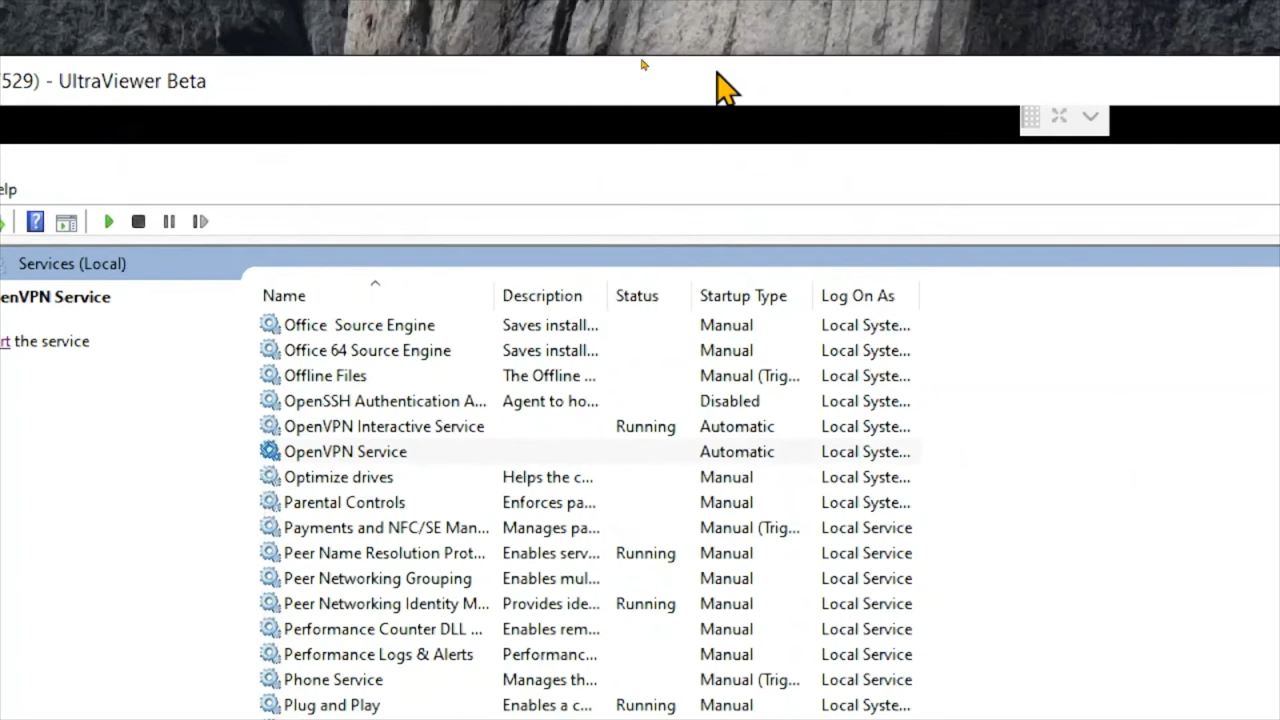 529) - UltraViewer Beta
elp
Services (Local)
enVPN Service
rt the service
Name Description Status Startup Type Log On As
Office  Source Engine Saves install... Manual Local Syste...
Office 64 Source Engine Saves install... Manual Local Syste...
Offline Files The Offline ... Manual (Trig... Local Syste...
OpenSSH Authentication A... Agent to ho... Disabled Local Syste...
OpenVPN Interactive Service Running Automatic Local Syste...
OpenVPN Service Automatic Local Syste...
Optimize drives Helps the c... Manual Local Syste...
Parental Controls Enforces pa... Manual Local Syste...
Payments and NFC/SE Man... Manages pa... Manual (Trig... Local Service
Peer Name Resolution Prot... Enables serv... Running Manual Local Service
Peer Networking Grouping Enables mul... Manual Local Service
Peer Networking Identity M... Provides ide... Running Manual Local Service
Performance Counter DLL ... Enables rem... Manual Local Service
Performance Logs & Alerts Performanc... Manual Local Service
Phone Service Manages th... Manual (Trig... Local Service
Plug and Play Enables a c... Running Manual Local Syste...